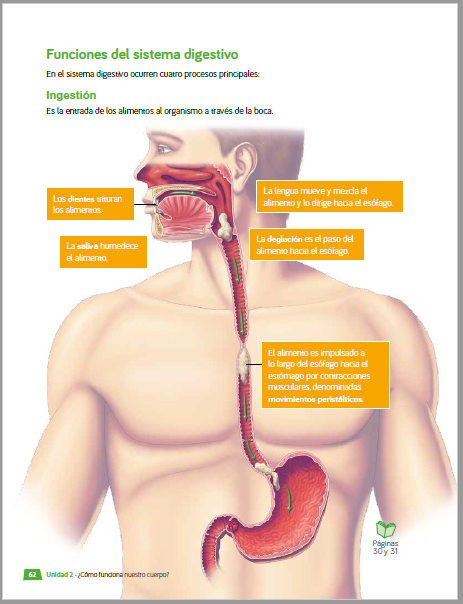 Funciones del sistema digestivo
En el sistema digestivo ocurren cuatro procesos principales:
Ingestión
Es la entrada de los alimentos al organismo a través de la boca.
Los dientes trituran
los alimentos.
La saliva humedece
el alimento.
La lengua mueve y mezcla el
alimento y lo dirige hacia el esófago.
La deglución es el paso del
alimento hacia el esófago.
El alimento es impulsado a
lo largo del esófago hacia el
estómago por contracciones
musculares, denominadas
movimientos peristálticos.
Páginas
30 y 31
62 Unidad 2 - ¿Cómo funciona nuestro cuerpo?